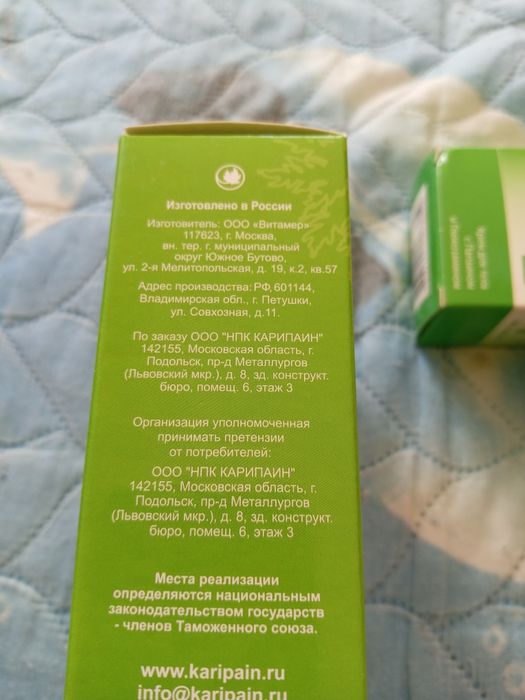 Изготовлено в России
Изготовитель: ООО «Витамер»
117623, г. Москва,
вн. тер. г. муниципальный
округ Южное Бутово,
ул. 2-я Мелитопольская, д. 19, к.2, кв.57
Адрес производства: РФ, 601144,
Владимирская обл., г. Петушки,
ул. Совхозная, д.11.
По заказу ООО "НПК КАРИПАИН"
142155, Московская область, г.
Подольск, пр-д Металлургов
(Львовский мкр.), д. 8, зд. конструкт.
бюро, помещ. 6, этаж 3
Организация уполномоченная
принимать претензии
от потребителей:
ООО "НПК КАРИПАИН"
142155, Московская область, г.
Подольск, пр-д Металлургов
(Львовский мкр.), д. 8, зд. конструкт.
бюро, помещ. 6, этаж 3
Места реализации
определяются национальным
законодательством государств
- членов Таможенного союза.
www.karipain.ru
info@karipain.ru